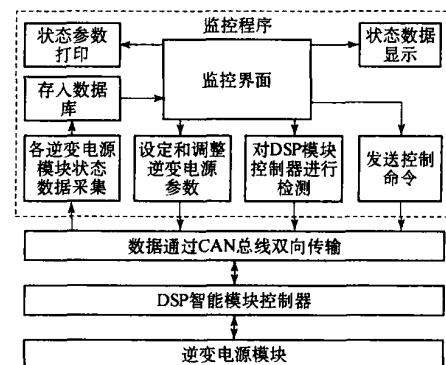 监控程序
状态参数
打印
监控界面
状态数据
显示
存入数据
库
各逆变电源
模块状态
数据采集
设定和调整
逆变电源
参数
对DSP模块
控制器进行
检测
发送控制
命令
数据通过CAN总线双向传输
DSP智能模块控制器
逆变电源模块